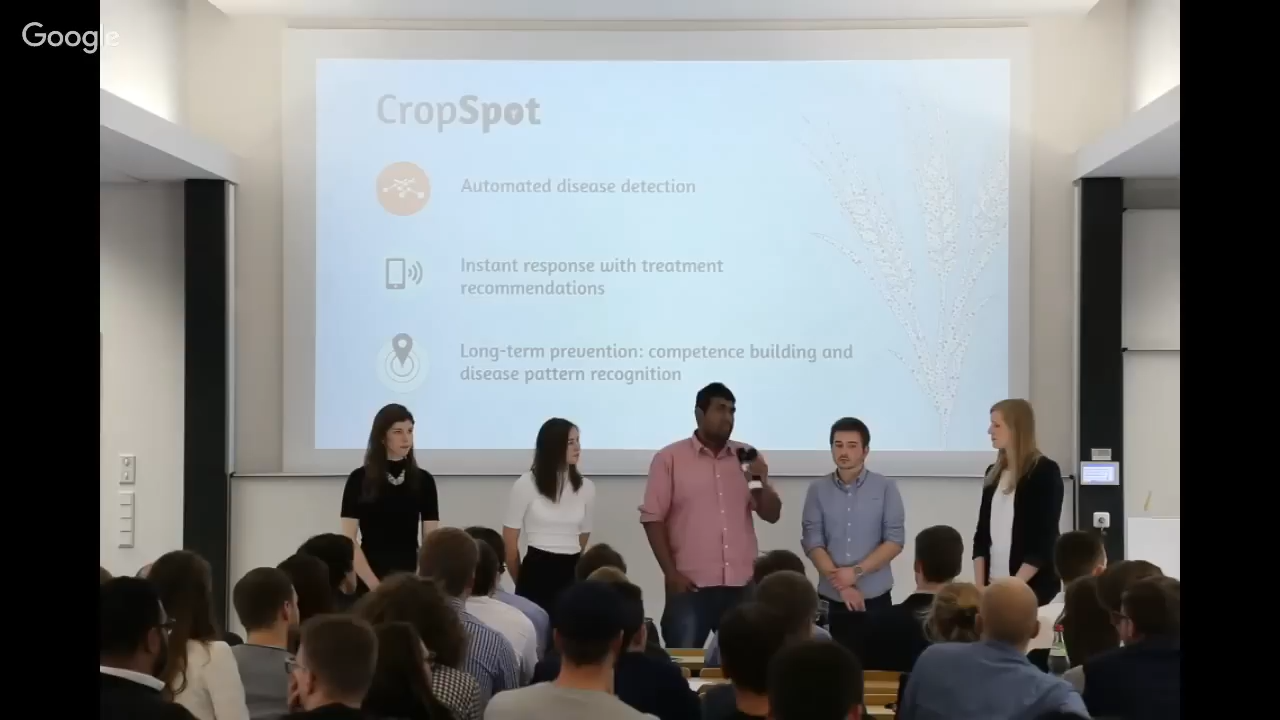 Google
CropSpot
Automated disease detection
Instant response with treatment
recommendations
Long-term prevention: competence building and
disease pattern recognition